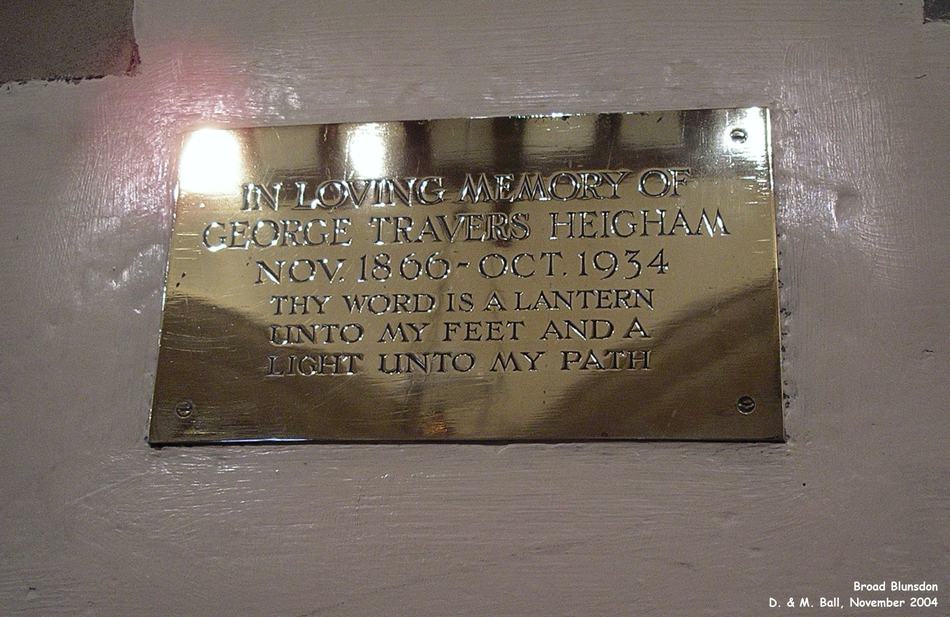 IN LOVING MEMORY OF
GEORGE TRAVERS HEIGHAM
NOV. 1866 - OCT. 1934
THY WORD IS A LANTERN
UNTO MY FEET AND A
LIGHT UNTO MY PATH
Broad Blunsdon
D. & M. Ball, November 2004